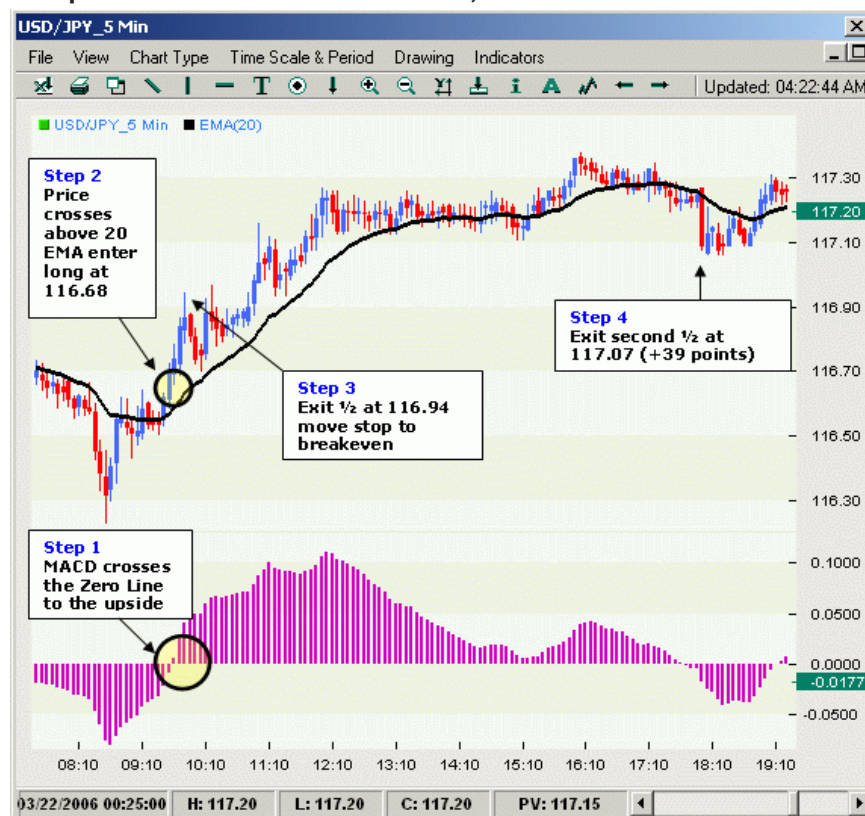 USD/JPY_5 Min
File View Chart Type Time Scale & Period Drawing Indicators
Updated: 04:22:44 AM
USD/JPY_5 Min EMA(20)
Step 2
Price
crosses
above 20
EMA enter
long at
116.68
Step 3
Exit ½ at 116.94
move stop to
breakeven
Step 4
Exit second ½ at
117.07 (+39 points)
117.30
117.20
117.10
116.90
116.70
116.50
116.30
Step 1
MACD crosses
the Zero Line
to the upside
0.1000
0.0500
0.0000
-0.0177
-0.0500
08:10 09:10 10:10 11:10 12:10 13:10 14:10 15:10 16:10 17:10 18:10 19:10
03/22/2006 00:25:00 H: 117.20 L: 117.20 C: 117.20 PV: 117.15